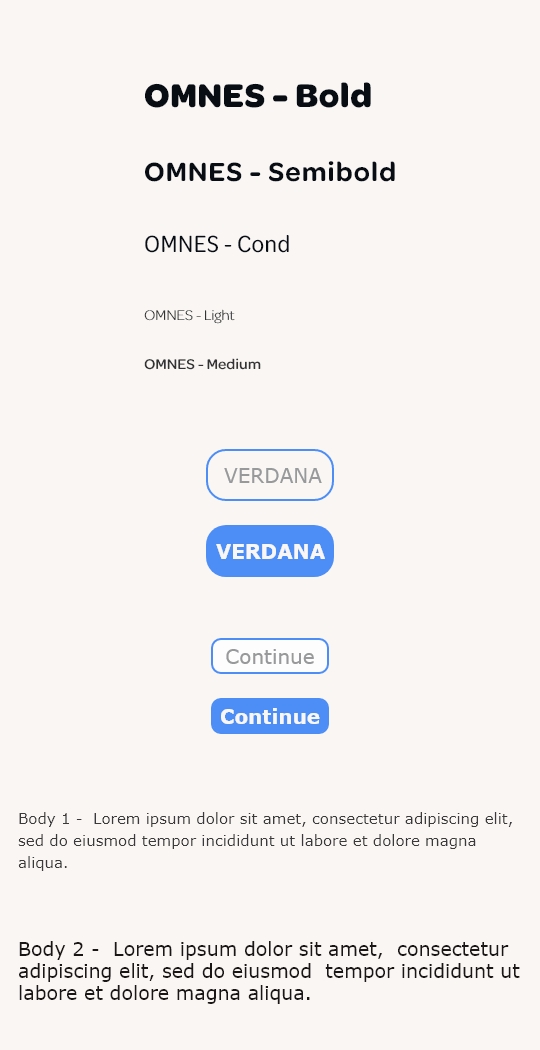 OMNES - Bold
OMNES - Semibold
OMNES - Cond
OMNES - Light
OMNES - Medium
VERDANA
VERDANA
Continue
Continue
Body 1 -  Lorem ipsum dolor sit amet, consectetur adipiscing elit,
sed do eiusmod tempor incididunt ut labore et dolore magna
aliqua.
Body 2 -  Lorem ipsum dolor sit amet,  consectetur
adipiscing elit, sed do eiusmod  tempor incididunt ut
labore et dolore magna aliqua.